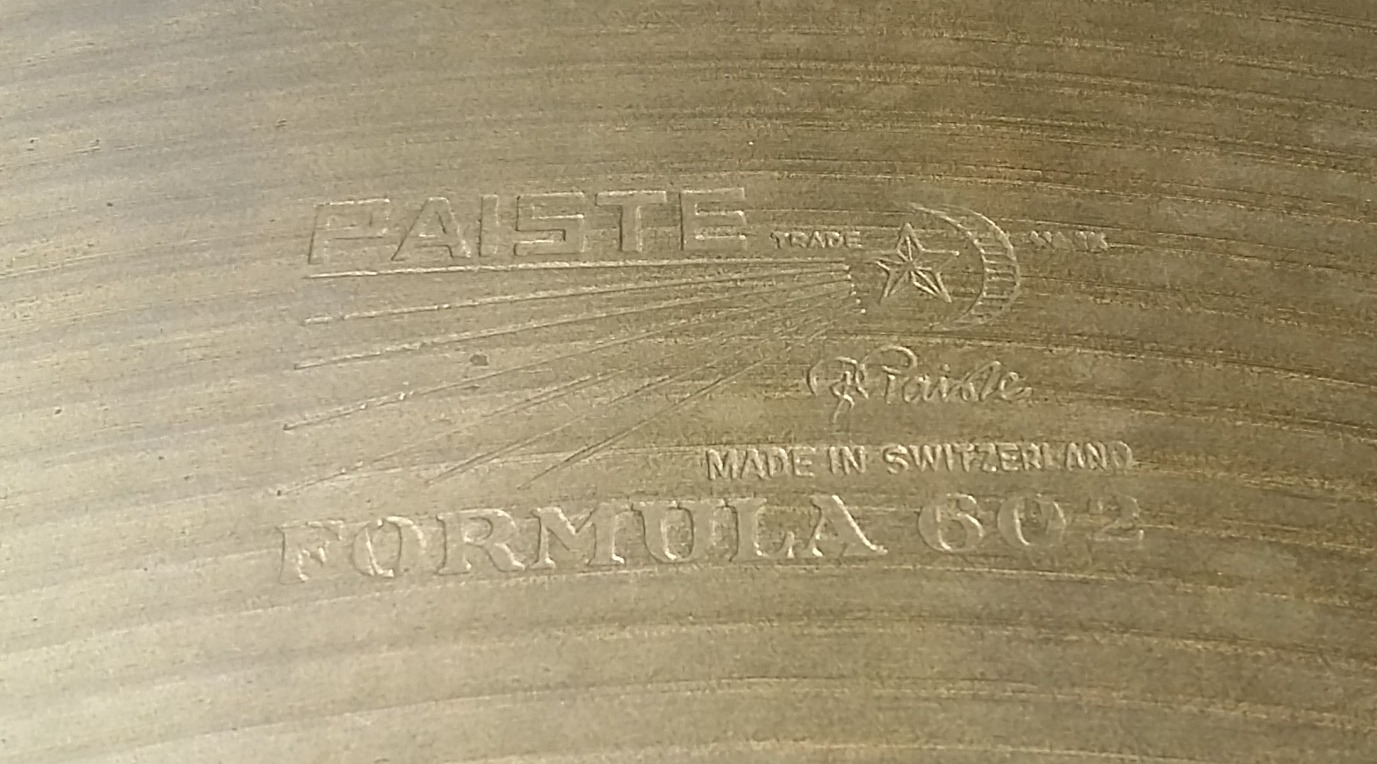 PAISTE
TRADE MARK
Paiste
MADE IN SWITZERLAND
FORMULA 602